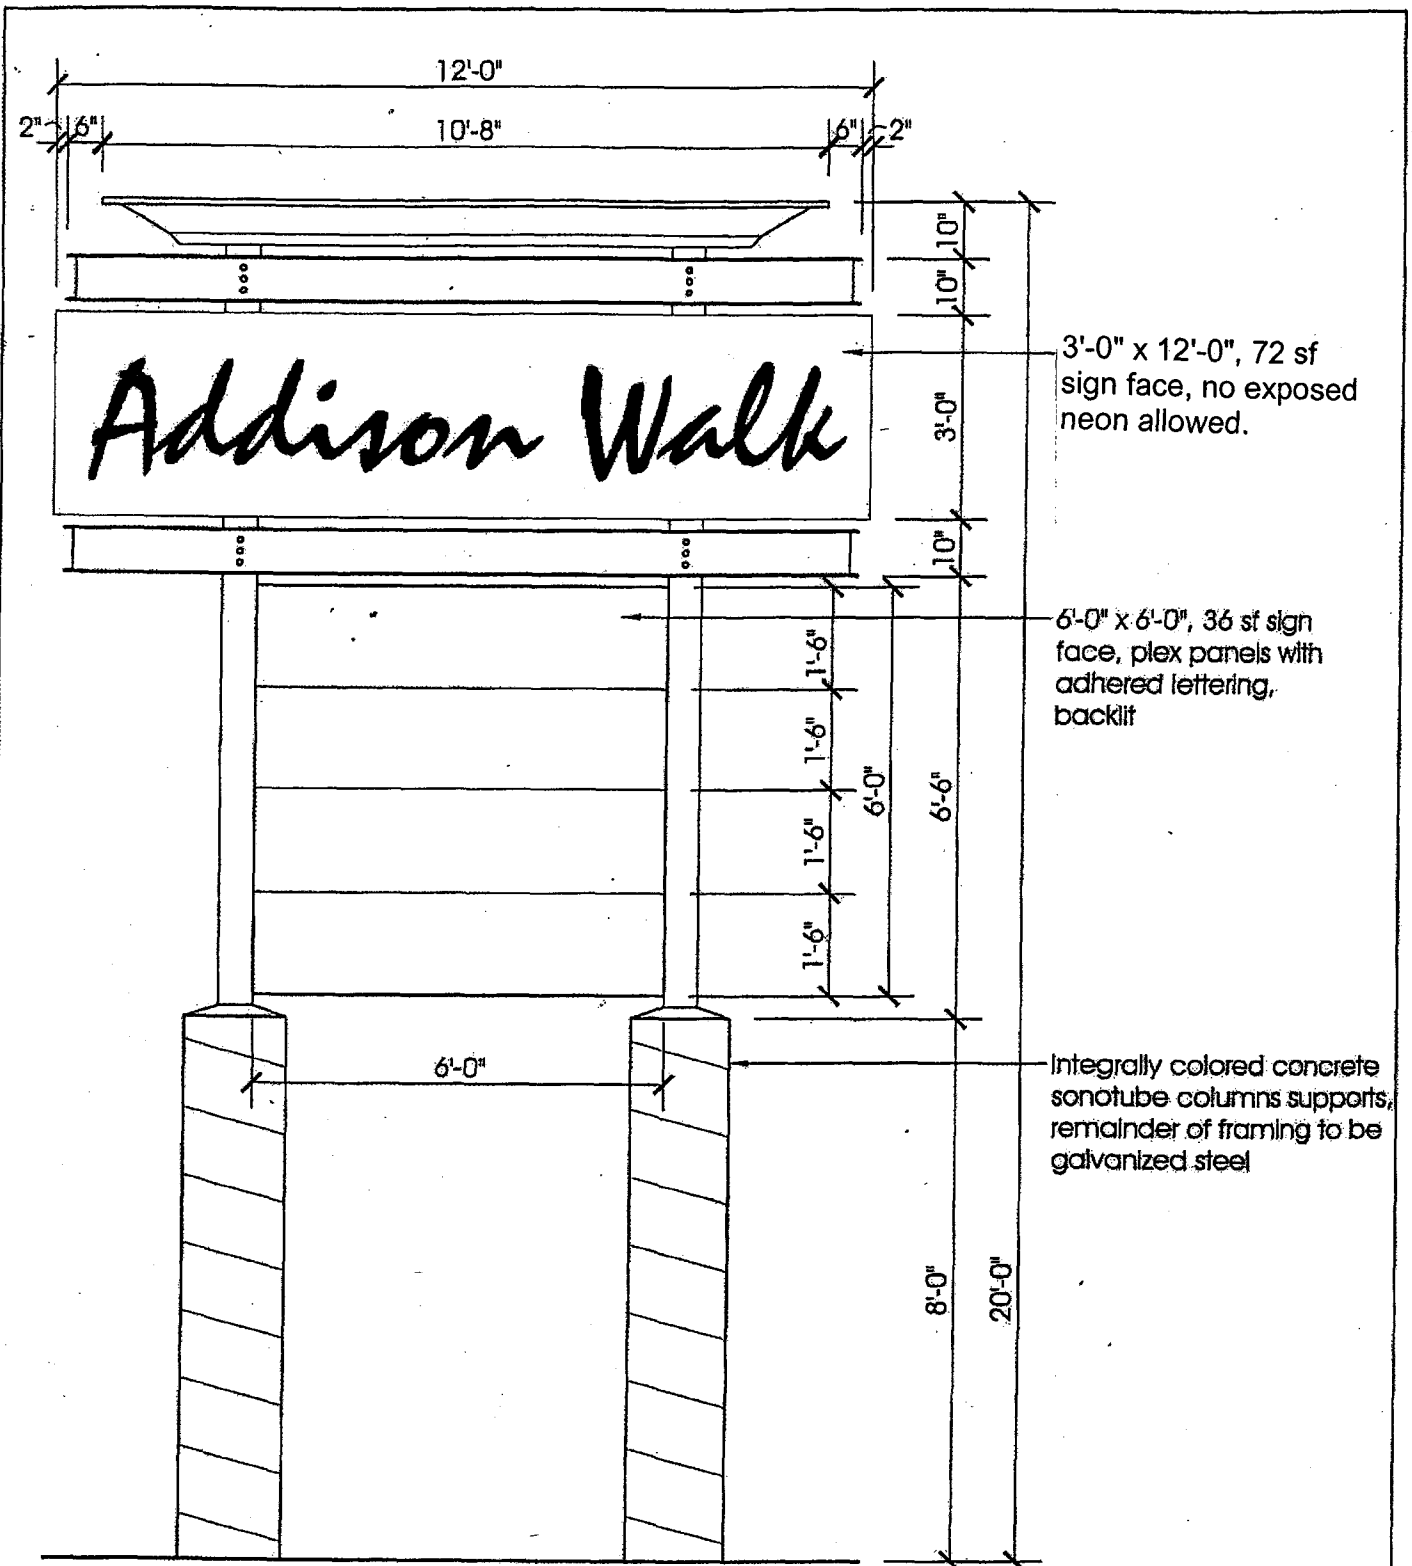 12'-0"
2" 6" 10'-8" 6" 2"
10"
10"
Addison Walk
3'-0"
3'-0" x 12'-0", 72 sf
sign face, no exposed
neon allowed.
10"
6'-0" x 6'-0", 36 sf sign
face, plex panels with
adhered lettering,
backlit
1'-6"
1'-6"
1'-6"
1'-6"
6'-0"
6'-6"
6'-0"
Integrally colored concrete
sonotube columns supports,
remainder of framing to be
galvanized steel
8'-0"
20'-0"